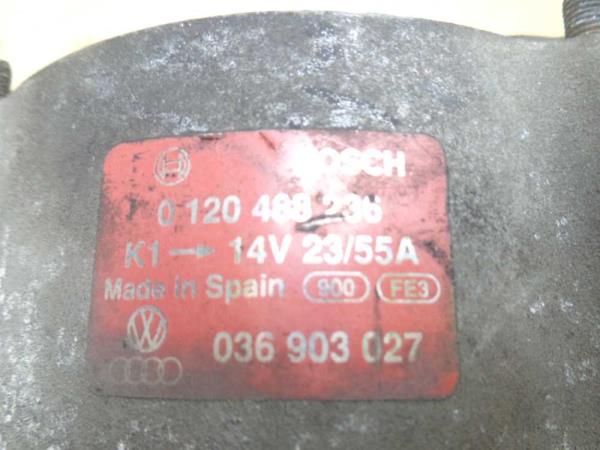 BOSCH
0 120 488 236
K1 → 14V 23/55A
Made in Spain 900 FE3
036 903 027